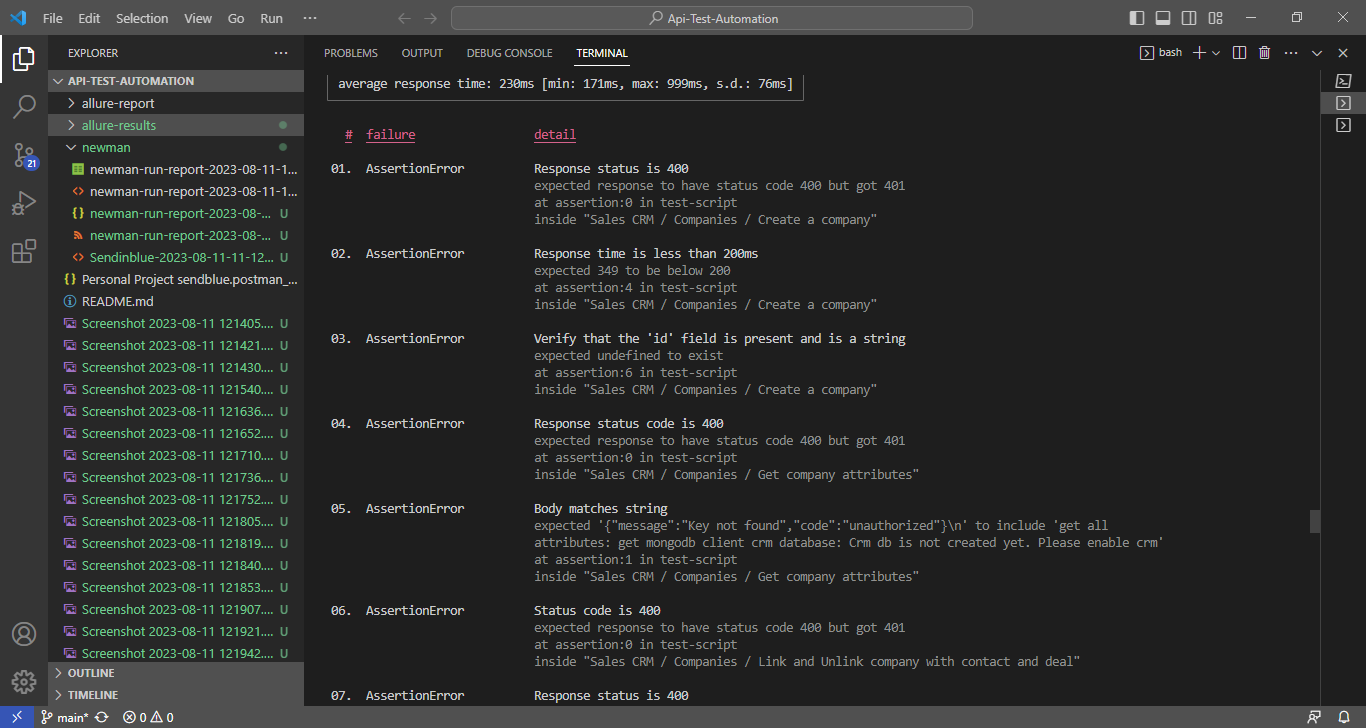 File Edit Selection View Go Run ···
Api-Test-Automation
EXPLORER
API-TEST-AUTOMATION
allure-report
allure-results
newman
newman-run-report-2023-08-11-1...
newman-run-report-2023-08-11-1...
newman-run-report-2023-08-... U
newman-run-report-2023-08-... U
Sendinblue-2023-08-11-11-12... U
Personal Project sendblue.postman_...
README.md
Screenshot 2023-08-11 121405.... U
Screenshot 2023-08-11 121421.... U
Screenshot 2023-08-11 121430.... U
Screenshot 2023-08-11 121540.... U
Screenshot 2023-08-11 121636.... U
Screenshot 2023-08-11 121652.... U
Screenshot 2023-08-11 121710.... U
Screenshot 2023-08-11 121736.... U
Screenshot 2023-08-11 121752.... U
Screenshot 2023-08-11 121805.... U
Screenshot 2023-08-11 121819.... U
Screenshot 2023-08-11 121840.... U
Screenshot 2023-08-11 121853.... U
Screenshot 2023-08-11 121907.... U
Screenshot 2023-08-11 121921.... U
Screenshot 2023-08-11 121942.... U
OUTLINE
TIMELINE
21
PROBLEMS OUTPUT DEBUG CONSOLE TERMINAL
bash
average response time: 230ms [min: 171ms, max: 999ms, s.d.: 76ms]
# failure detail
01. AssertionError Response status is 400
expected response to have status code 400 but got 401
at assertion:0 in test-script
inside "Sales CRM / Companies / Create a company"
02. AssertionError Response time is less than 200ms
expected 349 to be below 200
at assertion:4 in test-script
inside "Sales CRM / Companies / Create a company"
03. AssertionError Verify that the 'id' field is present and is a string
expected undefined to exist
at assertion:6 in test-script
inside "Sales CRM / Companies / Create a company"
04. AssertionError Response status code is 400
expected response to have status code 400 but got 401
at assertion:0 in test-script
inside "Sales CRM / Companies / Get company attributes"
05. AssertionError Body matches string
expected '{"message":"Key not found","code":"unauthorized"}\n' to include 'get all
attributes: get mongodb client crm database: Crm db is not created yet. Please enable crm'
at assertion:1 in test-script
inside "Sales CRM / Companies / Get company attributes"
06. AssertionError Status code is 400
expected response to have status code 400 but got 401
at assertion:0 in test-script
inside "Sales CRM / Companies / Link and Unlink company with contact and deal"
07. AssertionError Response status is 400
main* 0 0